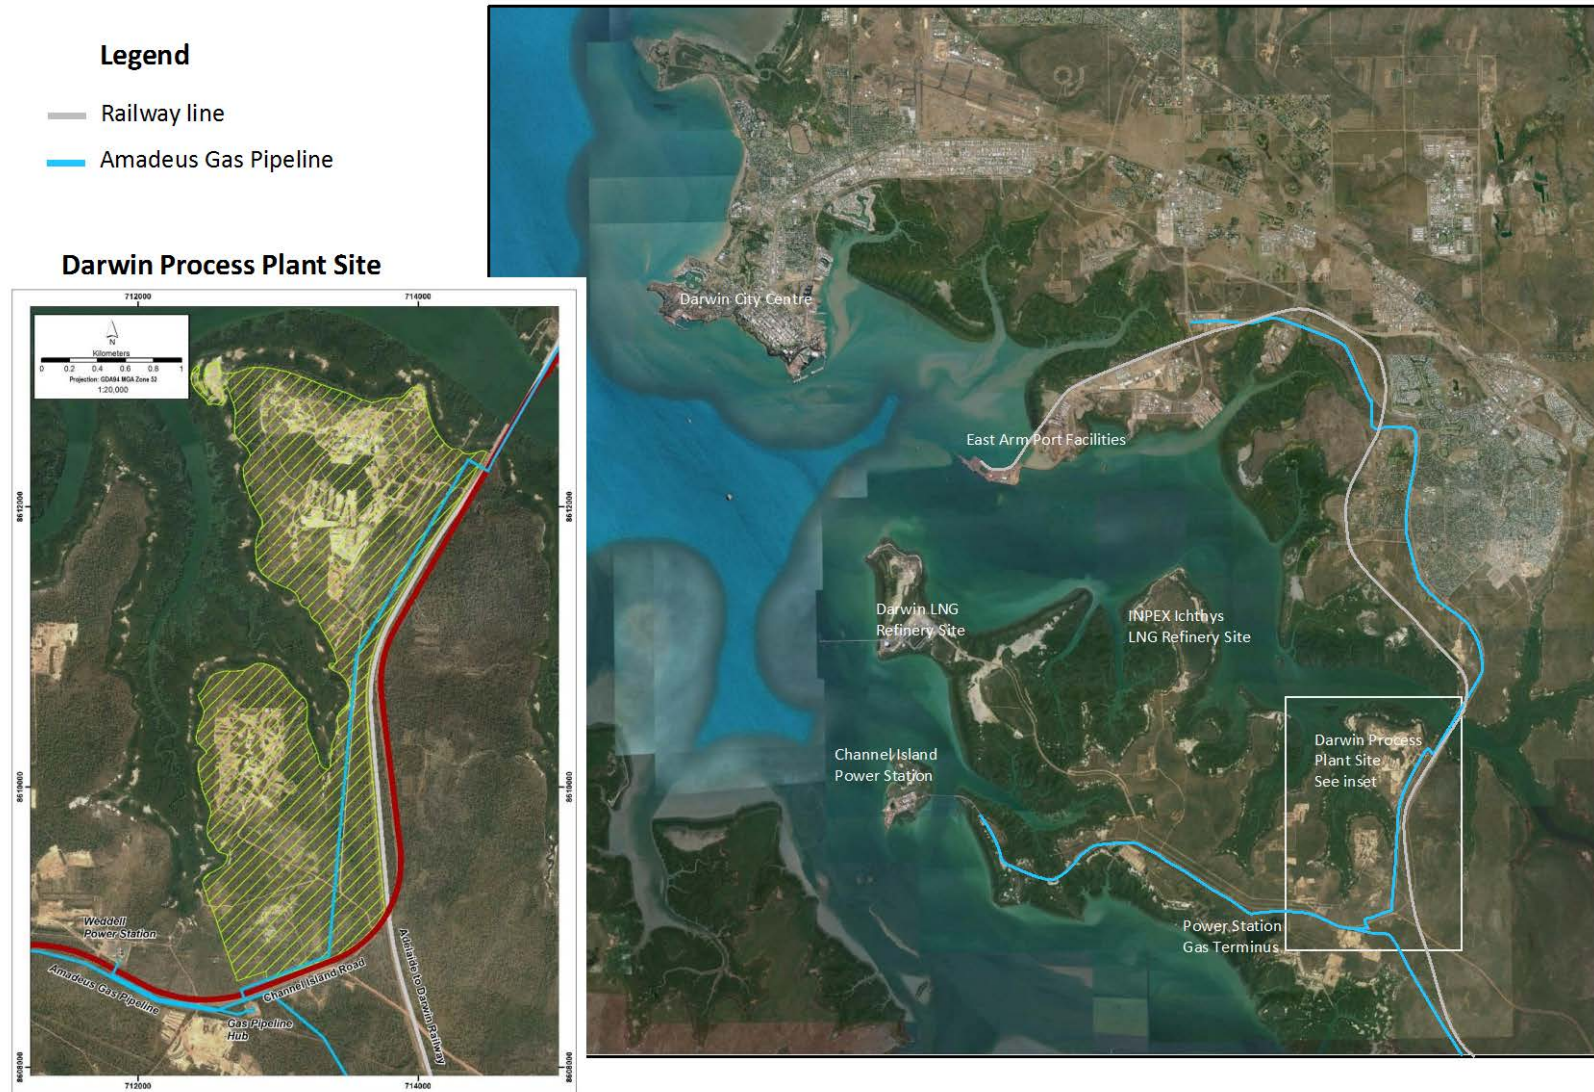 Legend
Railway line
Amadeus Gas Pipeline
Darwin Process Plant Site
712000
714000
N
Kilometers
0 0.2 0.4 0.6 0.8 1
Projection: GDA94 MGA Zone 52
1:20,000
8612000
8612000
8610000
8610000
8608000
8608000
Weddell
Power Station
Amadeus Gas Pipeline
Channel Island Road
Gas Pipeline
Hub
Adelaide to Darwin Railway
712000
714000
Darwin City Centre
East Arm Port Facilities
Darwin LNG
Refinery Site
INPEX Ichthys
LNG Refinery Site
Channel Island
Power Station
Darwin Process
Plant Site
See inset
Power Station
Gas Terminus